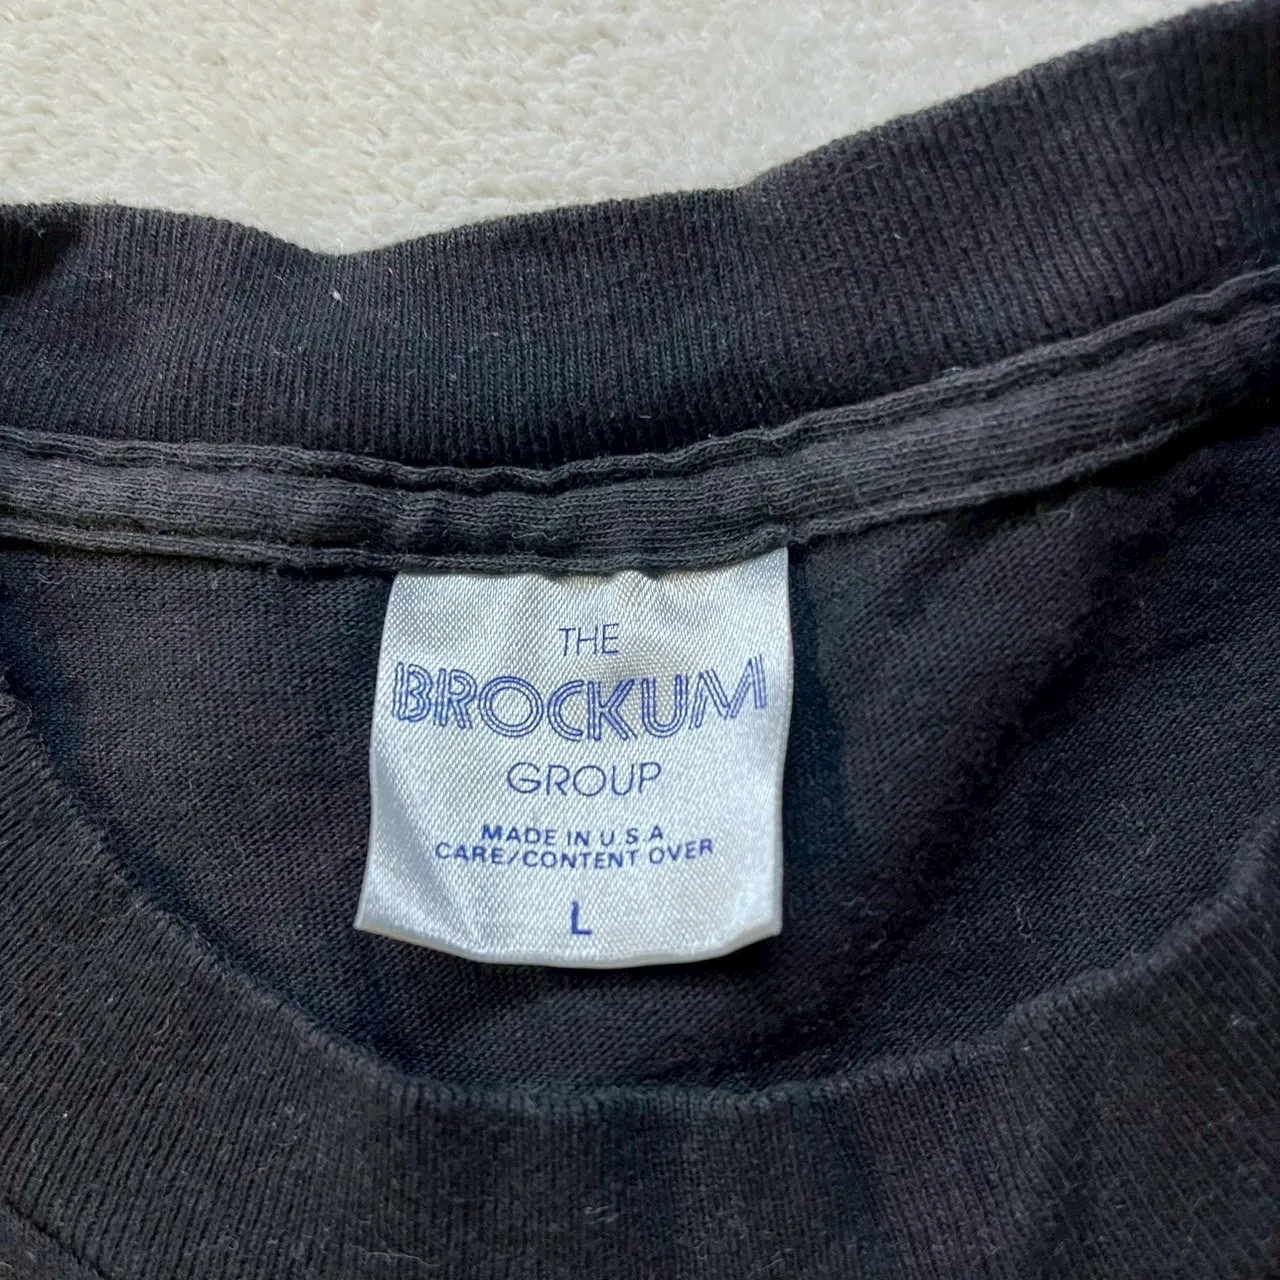 THE
BROCKUM
GROUP
MADE IN U S A
CARE/CONTENT OVER
L